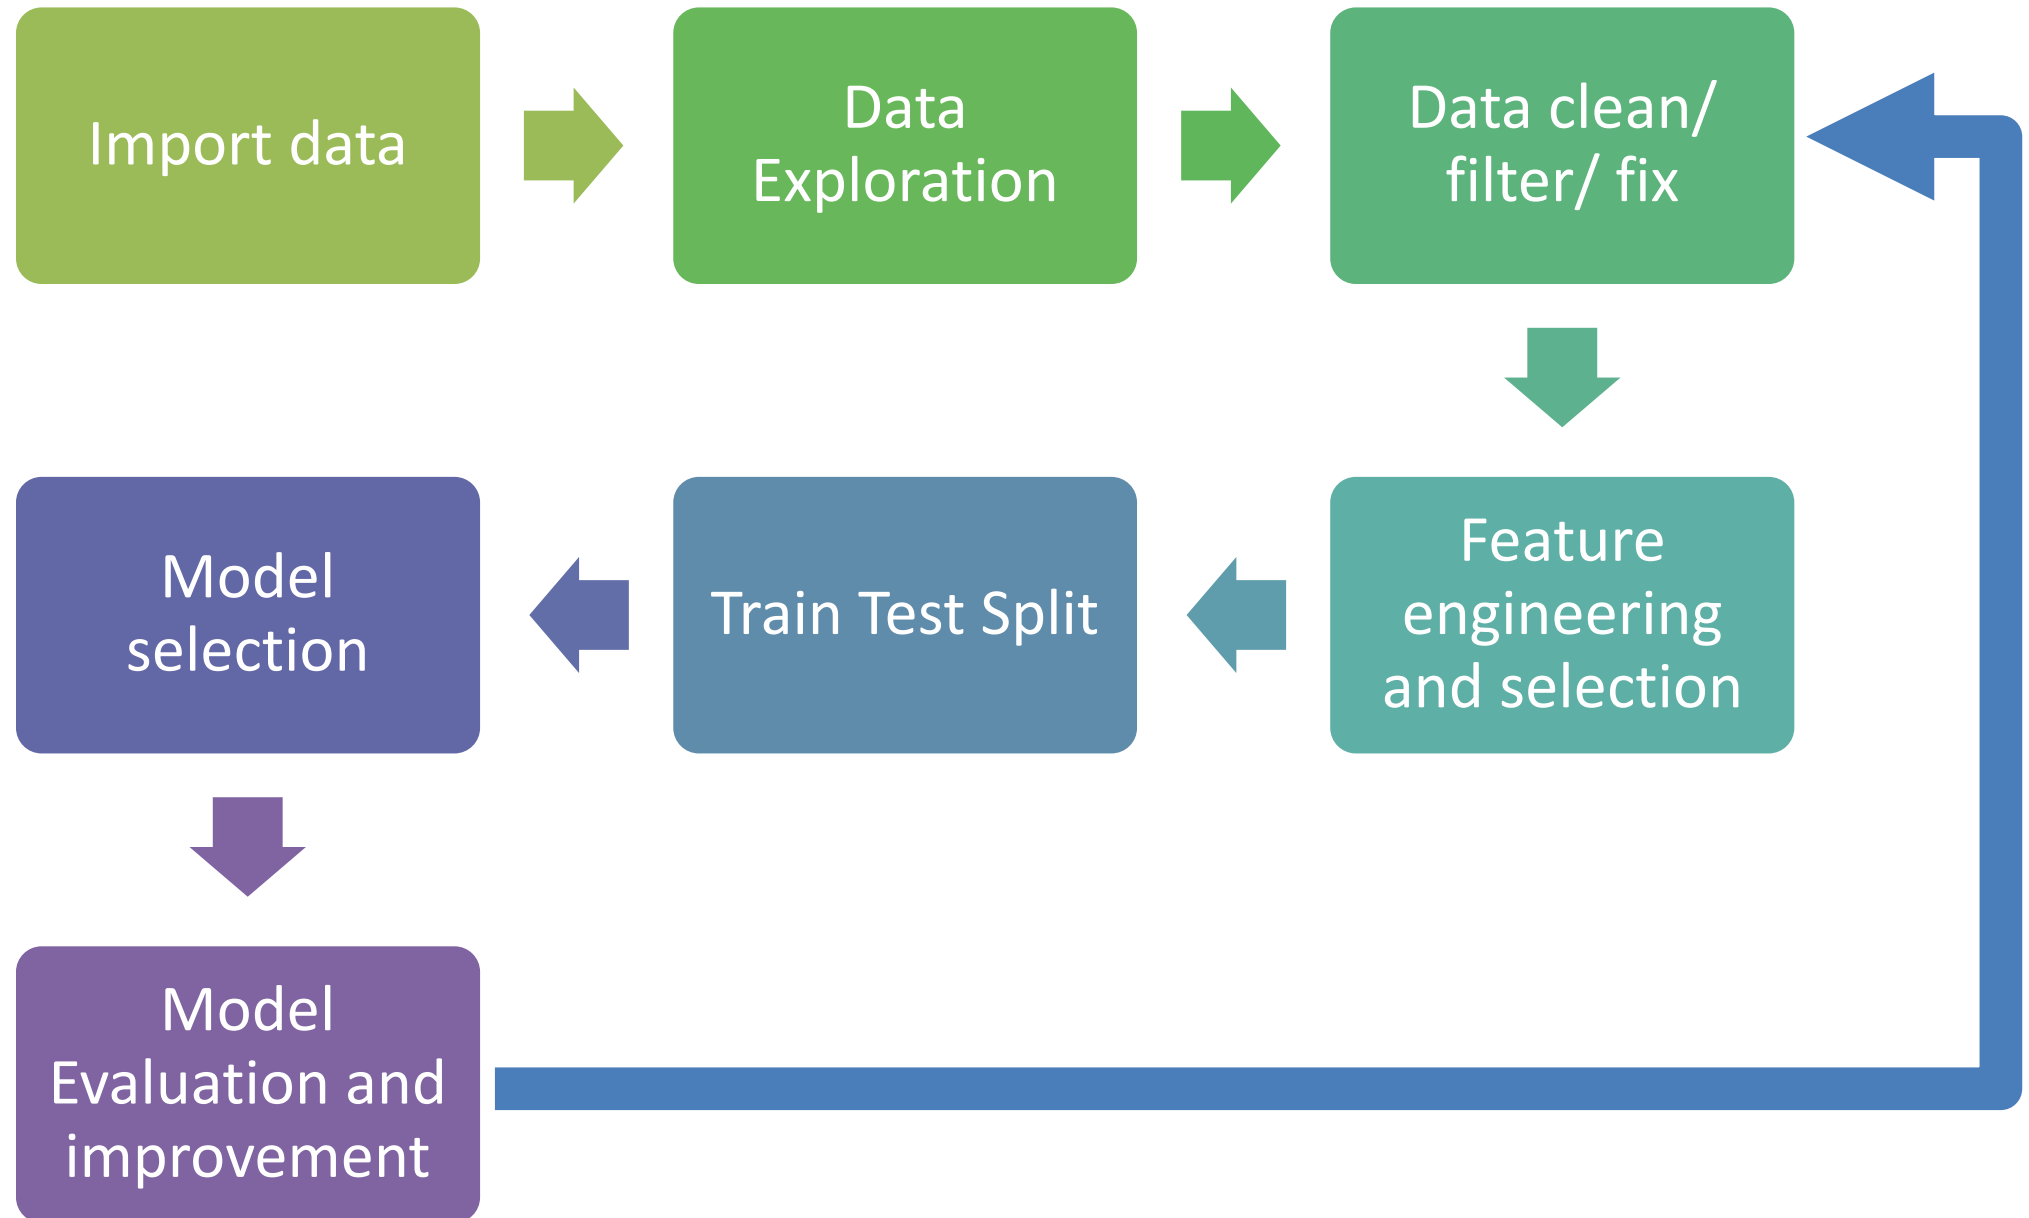 Import data
Data
Exploration
Data clean/
filter/ fix
Model
selection
Train Test Split
Feature
engineering
and selection
Model
Evaluation and
improvement